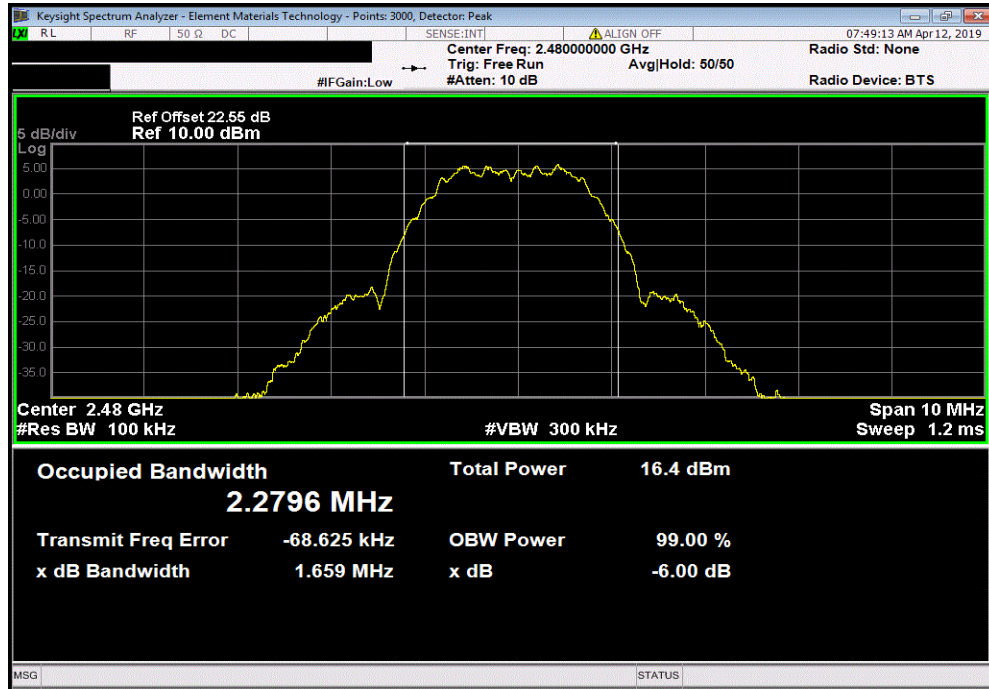 Keysight Spectrum Analyzer - Element Materials Technology - Points: 3000, Detector: Peak
LXI RL RF 50 Ω DC SENSE:INT ALIGN OFF 07:49:13 AM Apr 12, 2019
Center Freq: 2.480000000 GHz Radio Std: None
Trig: Free Run Avg|Hold: 50/50
#IFGain:Low #Atten: 10 dB Radio Device: BTS
Ref Offset 22.55 dB
5 dB/div Ref 10.00 dBm
Log
5.00
0.00
-5.00
-10.0
-15.0
-20.0
-25.0
-30.0
-35.0
Center 2.48 GHz Span 10 MHz
#Res BW 100 kHz #VBW 300 kHz Sweep 1.2 ms
Occupied Bandwidth Total Power 16.4 dBm
2.2796 MHz
Transmit Freq Error -68.625 kHz OBW Power 99.00 %
x dB Bandwidth 1.659 MHz x dB -6.00 dB
MSG STATUS